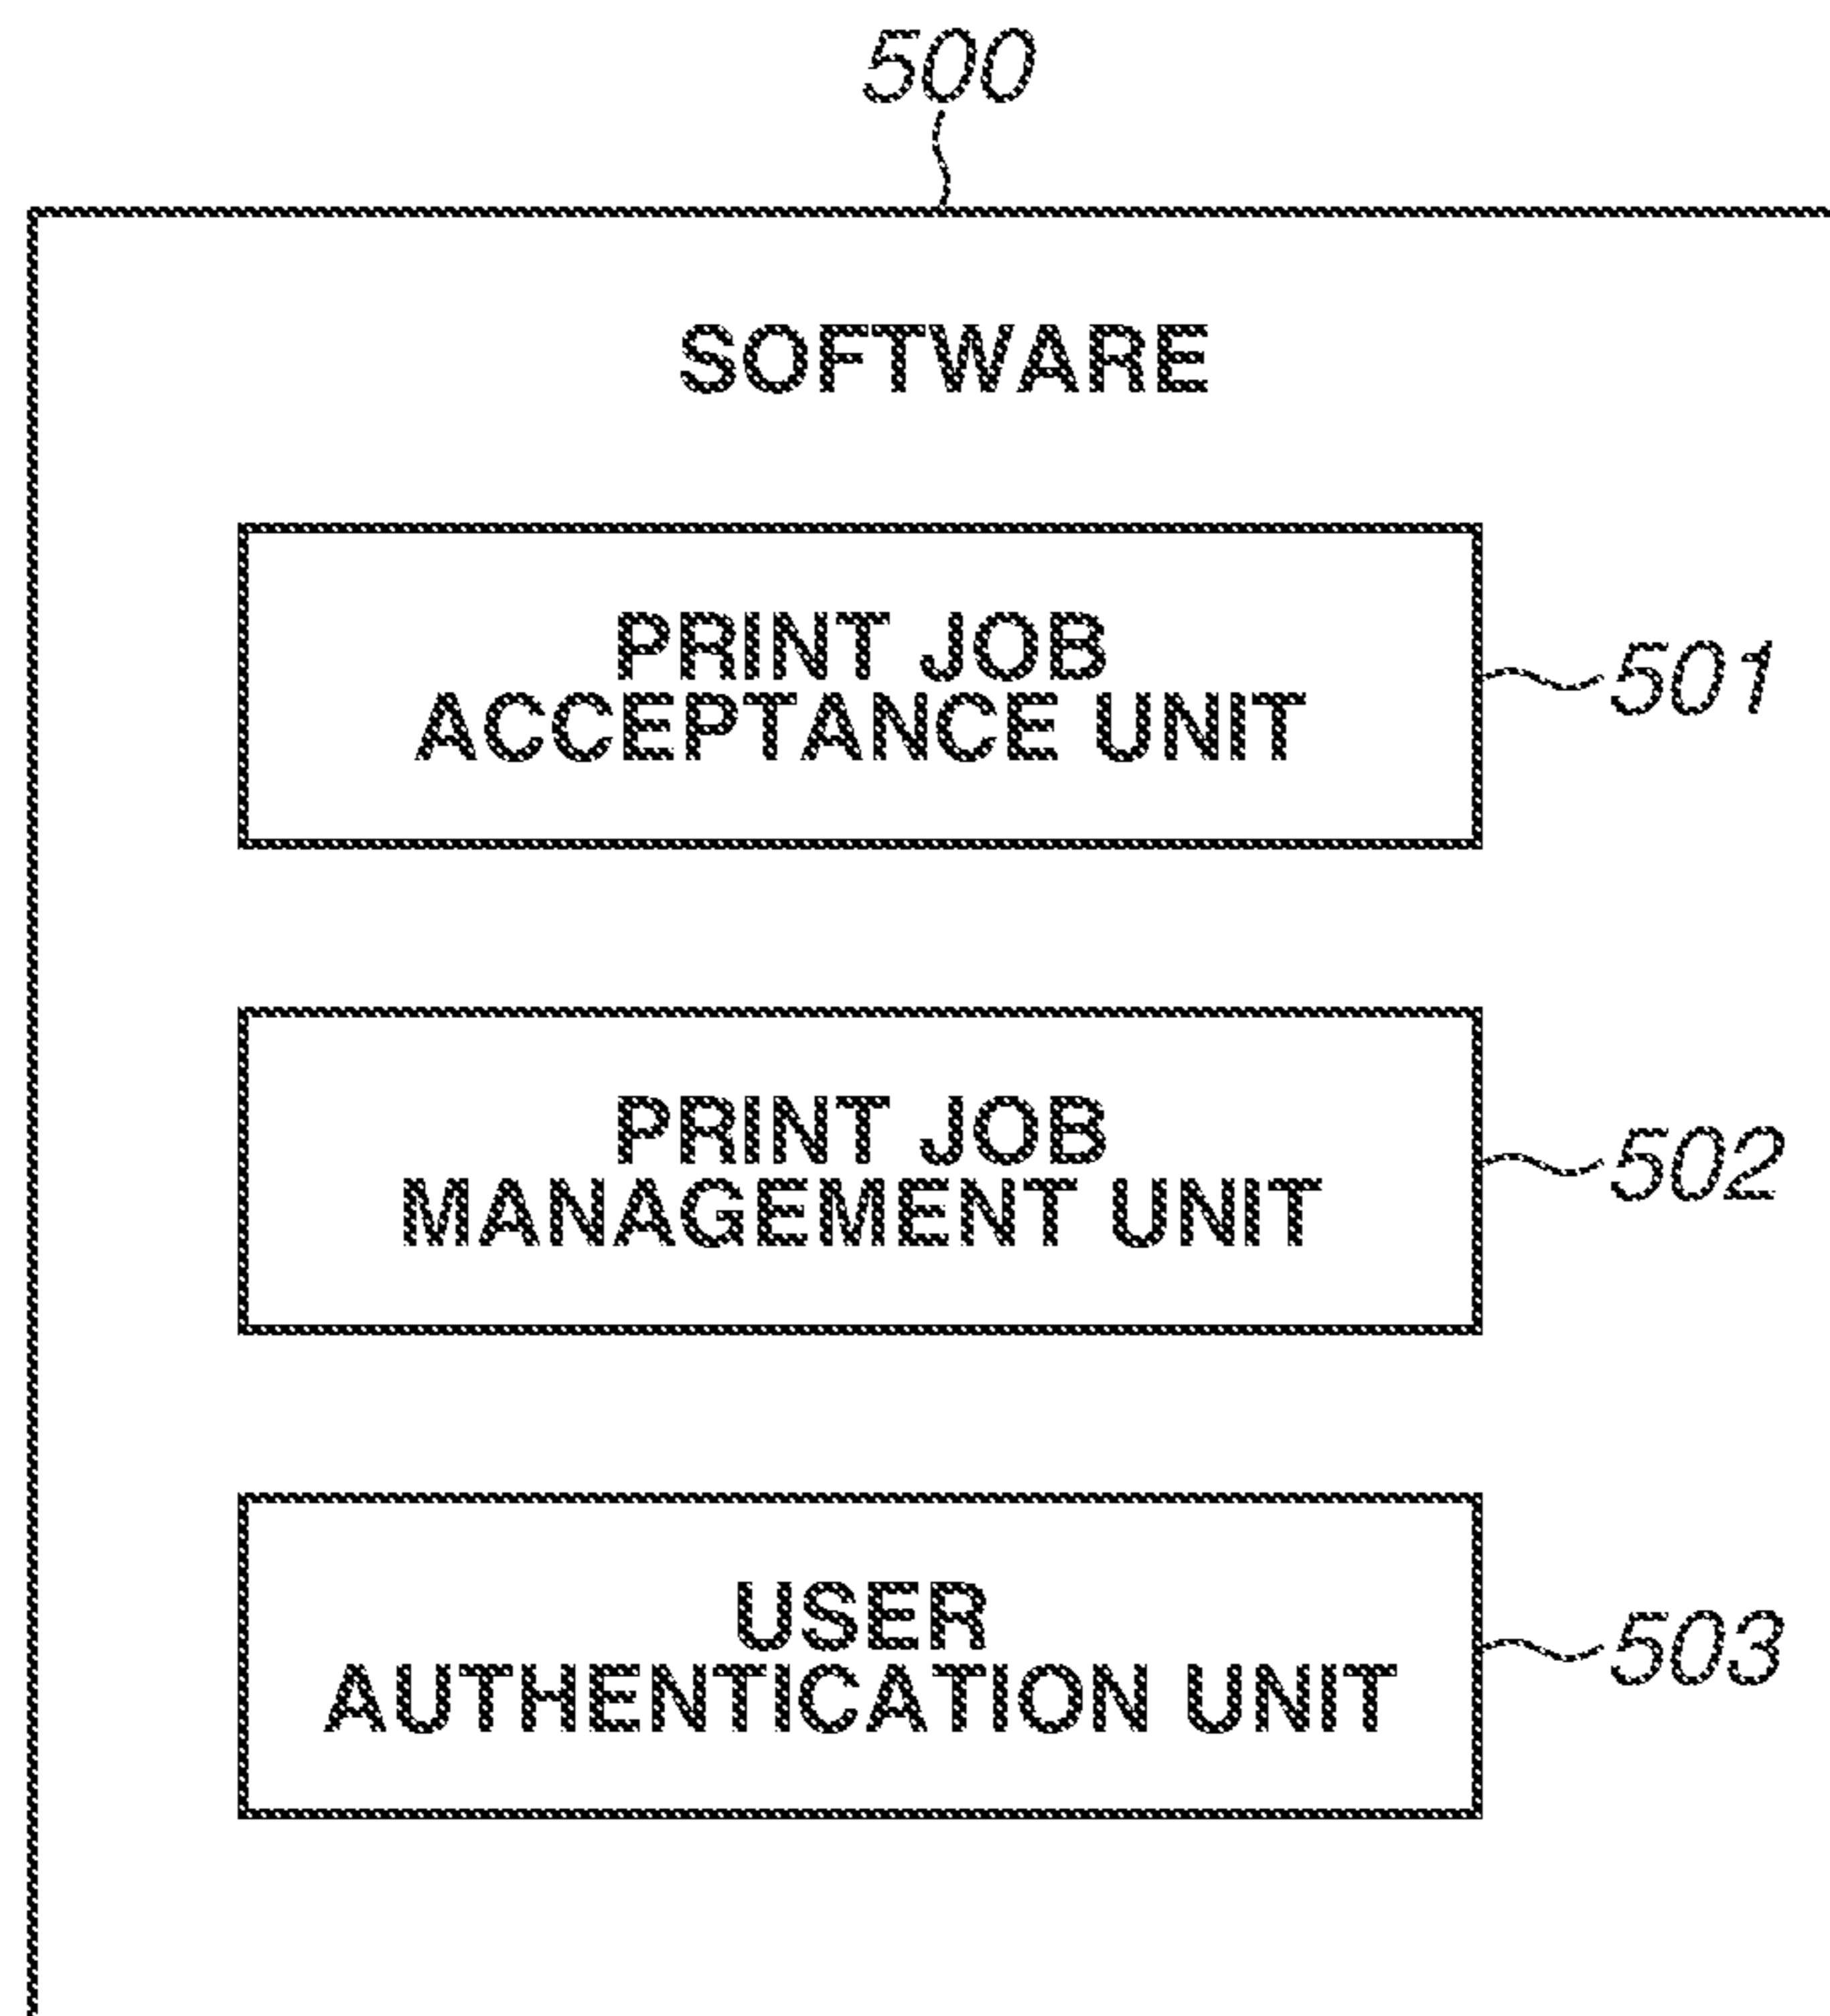 500
SOFTWARE
PRINT JOB
ACCEPTANCE UNIT
501
PRINT JOB
MANAGEMENT UNIT
502
USER
AUTHENTICATION UNIT
503